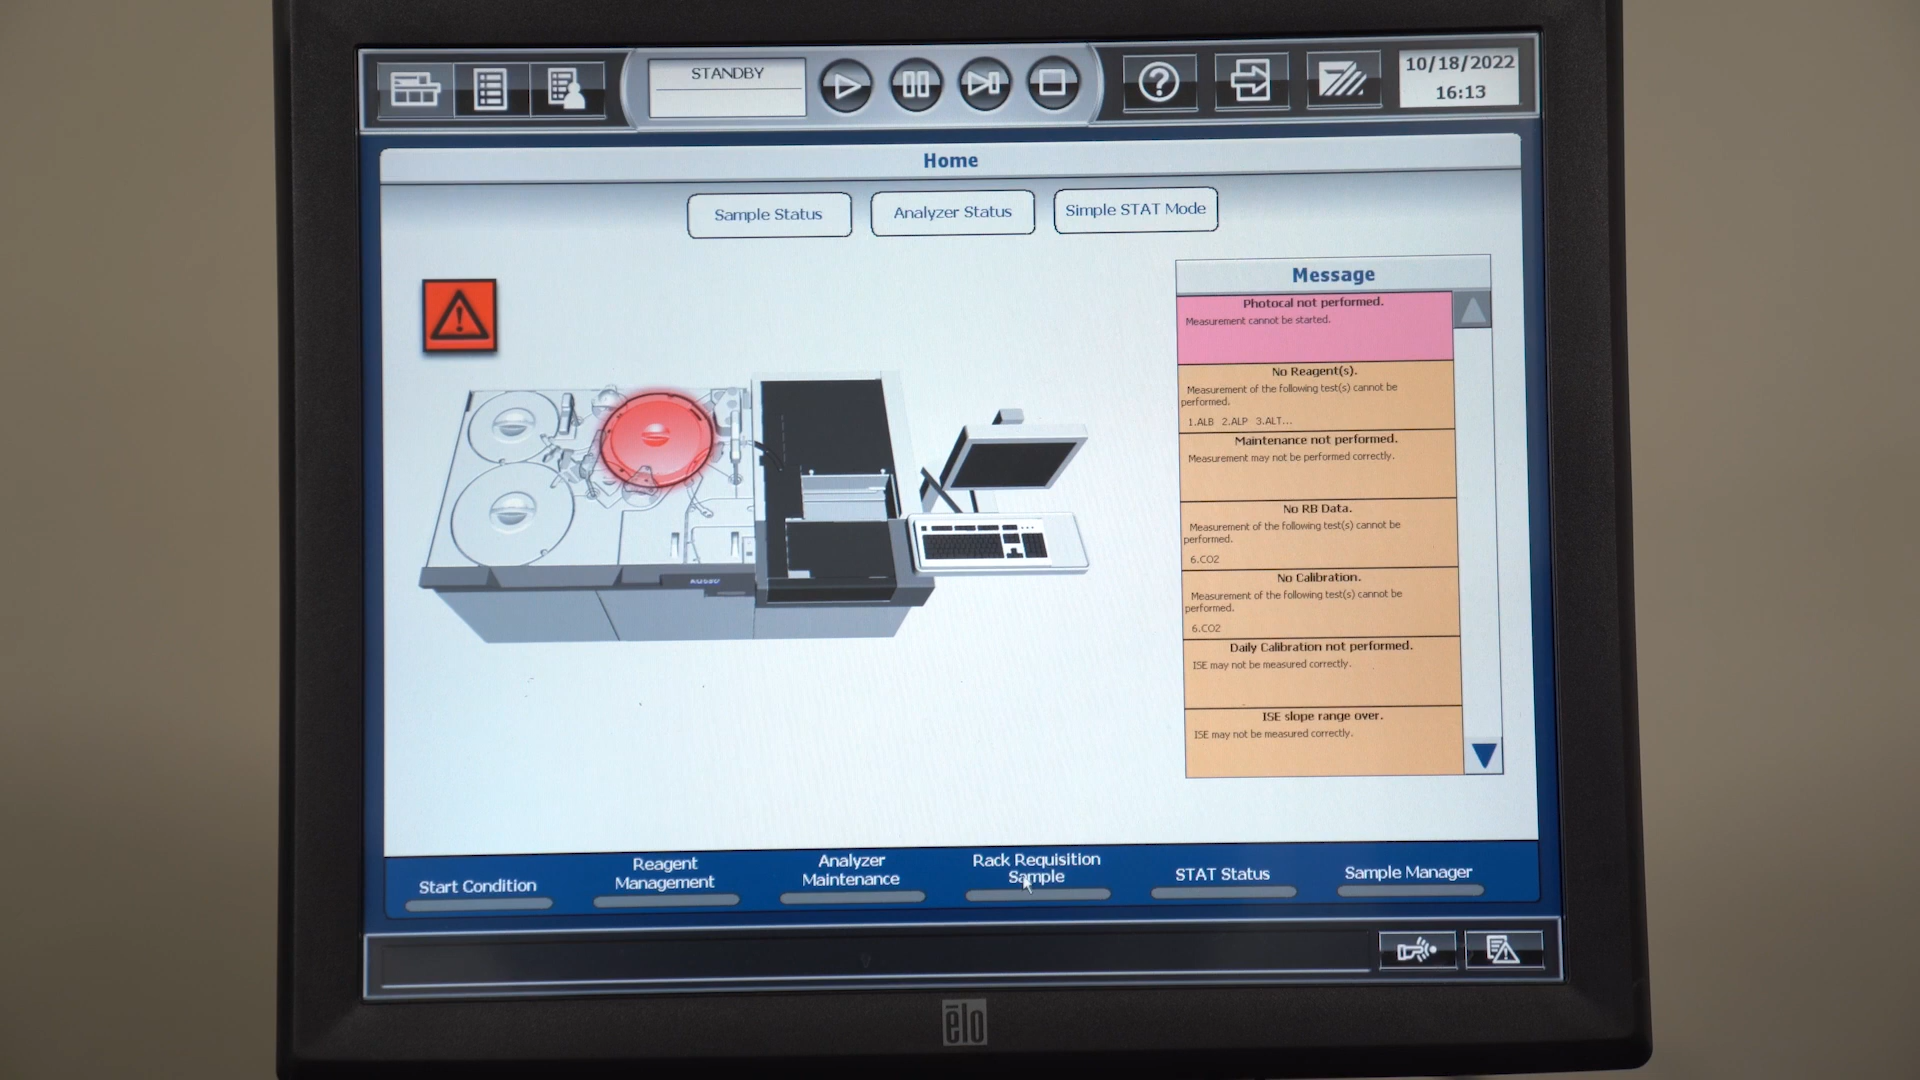 STANDBY
10/18/2022
16:13
Home
Sample Status
Analyzer Status
Simple STAT Mode
Message
Photocal not performed.
Measurement cannot be started.
No Reagent(s).
Measurement of the following test(s) cannot be
performed.
1.ALB 2.ALP 3.ALT...
Maintenance not performed.
Measurement may not be performed correctly.
No RB Data.
Measurement of the following test(s) cannot be
performed.
6.CO2
No Calibration.
Measurement of the following test(s) cannot be
performed.
6.CO2
Daily Calibration not performed.
ISE may not be measured correctly.
ISE slope range over.
ISE may not be measured correctly.
Start Condition
Reagent
Management
Analyzer
Maintenance
Rack Requisition
Sample
STAT Status
Sample Manager
elo